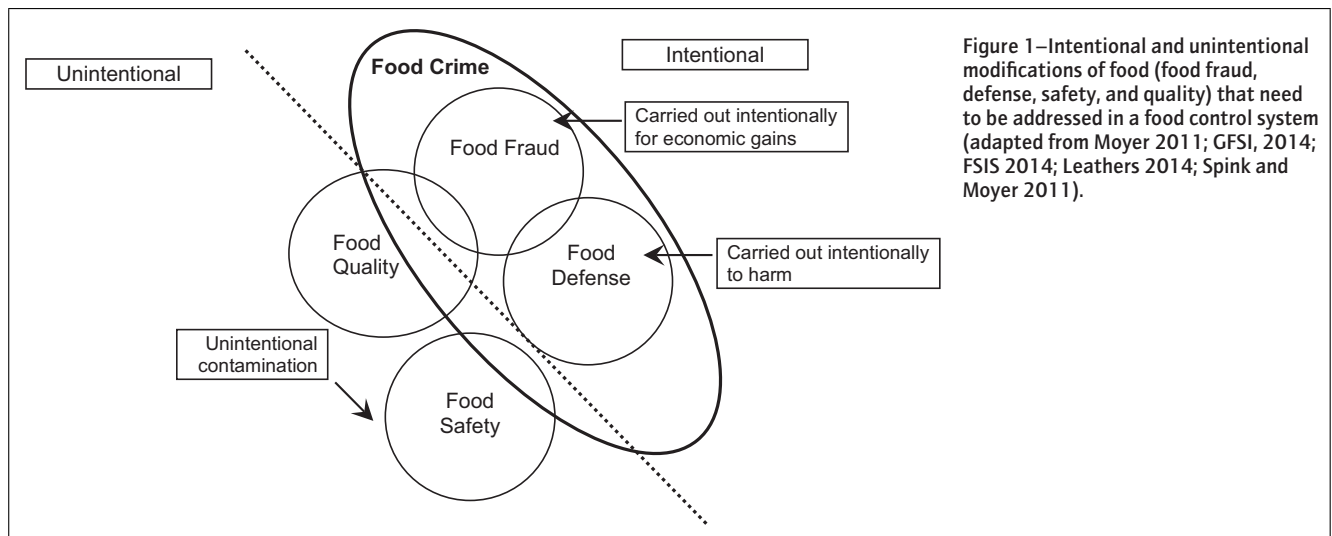 Unintentional
Food Crime
Intentional
Carried out intentionally
for economic gains
Food Fraud
Food
Quality
Food
Defense
Carried out intentionally
to harm
Unintentional
contamination
Food
Safety
Figure 1–Intentional and unintentional
modifications of food (food fraud,
defense, safety, and quality) that need
to be addressed in a food control system
(adapted from Moyer 2011; GFSI, 2014;
FSIS 2014; Leathers 2014; Spink and
Moyer 2011).